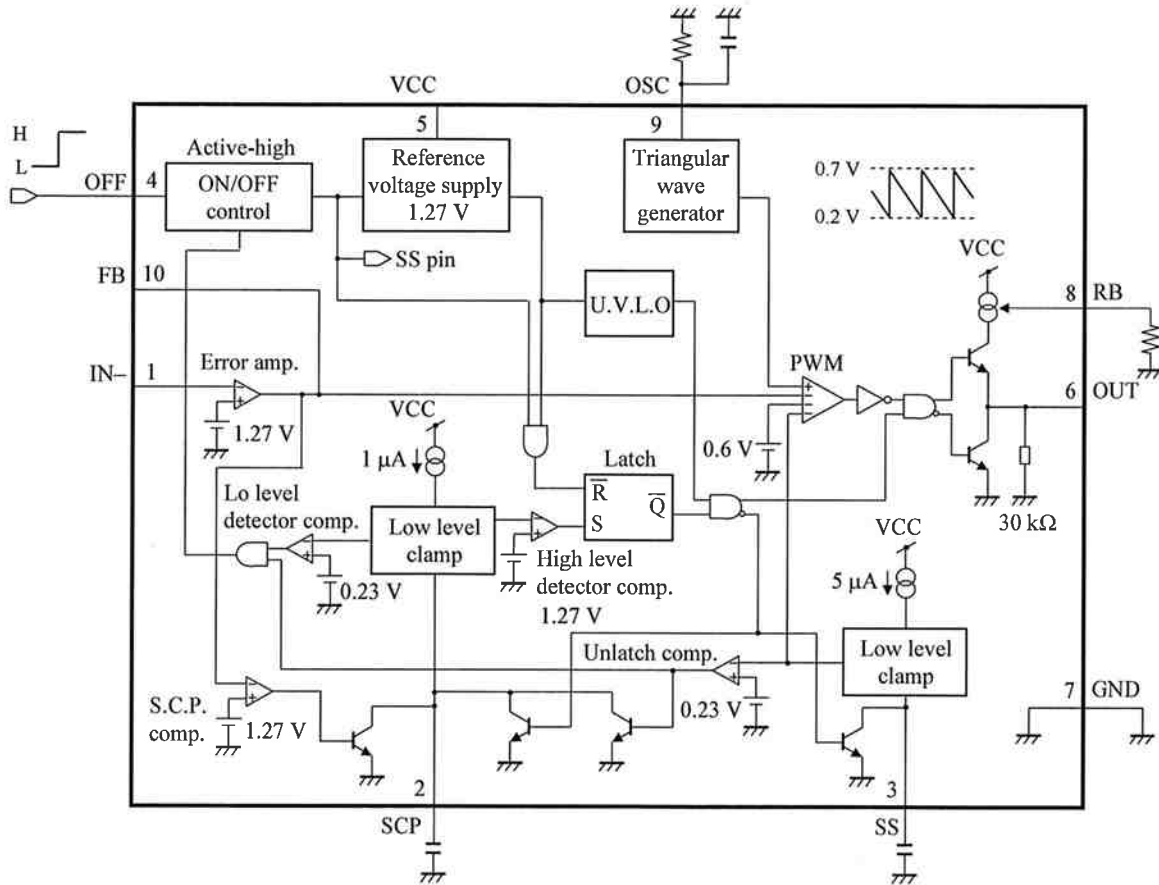 VCC
OSC
5
9
H
L
Active-high
OFF
4
ON/OFF
control
Reference
voltage supply
1.27 V
Triangular
wave
generator
0.7 V
0.2 V
SS pin
VCC
FB
10
U.V.L.O
8
RB
IN−
1
Error amp.
PWM
6
OUT
1.27 V
VCC
0.6 V
1 μA
Latch
R
S
Q
30 kΩ
Lo level
detector comp.
Low level
clamp
High level
detector comp.
1.27 V
0.23 V
VCC
5 μA
Unlatch comp.
Low level
clamp
0.23 V
7
GND
S.C.P.
comp.
1.27 V
2
3
SCP
SS